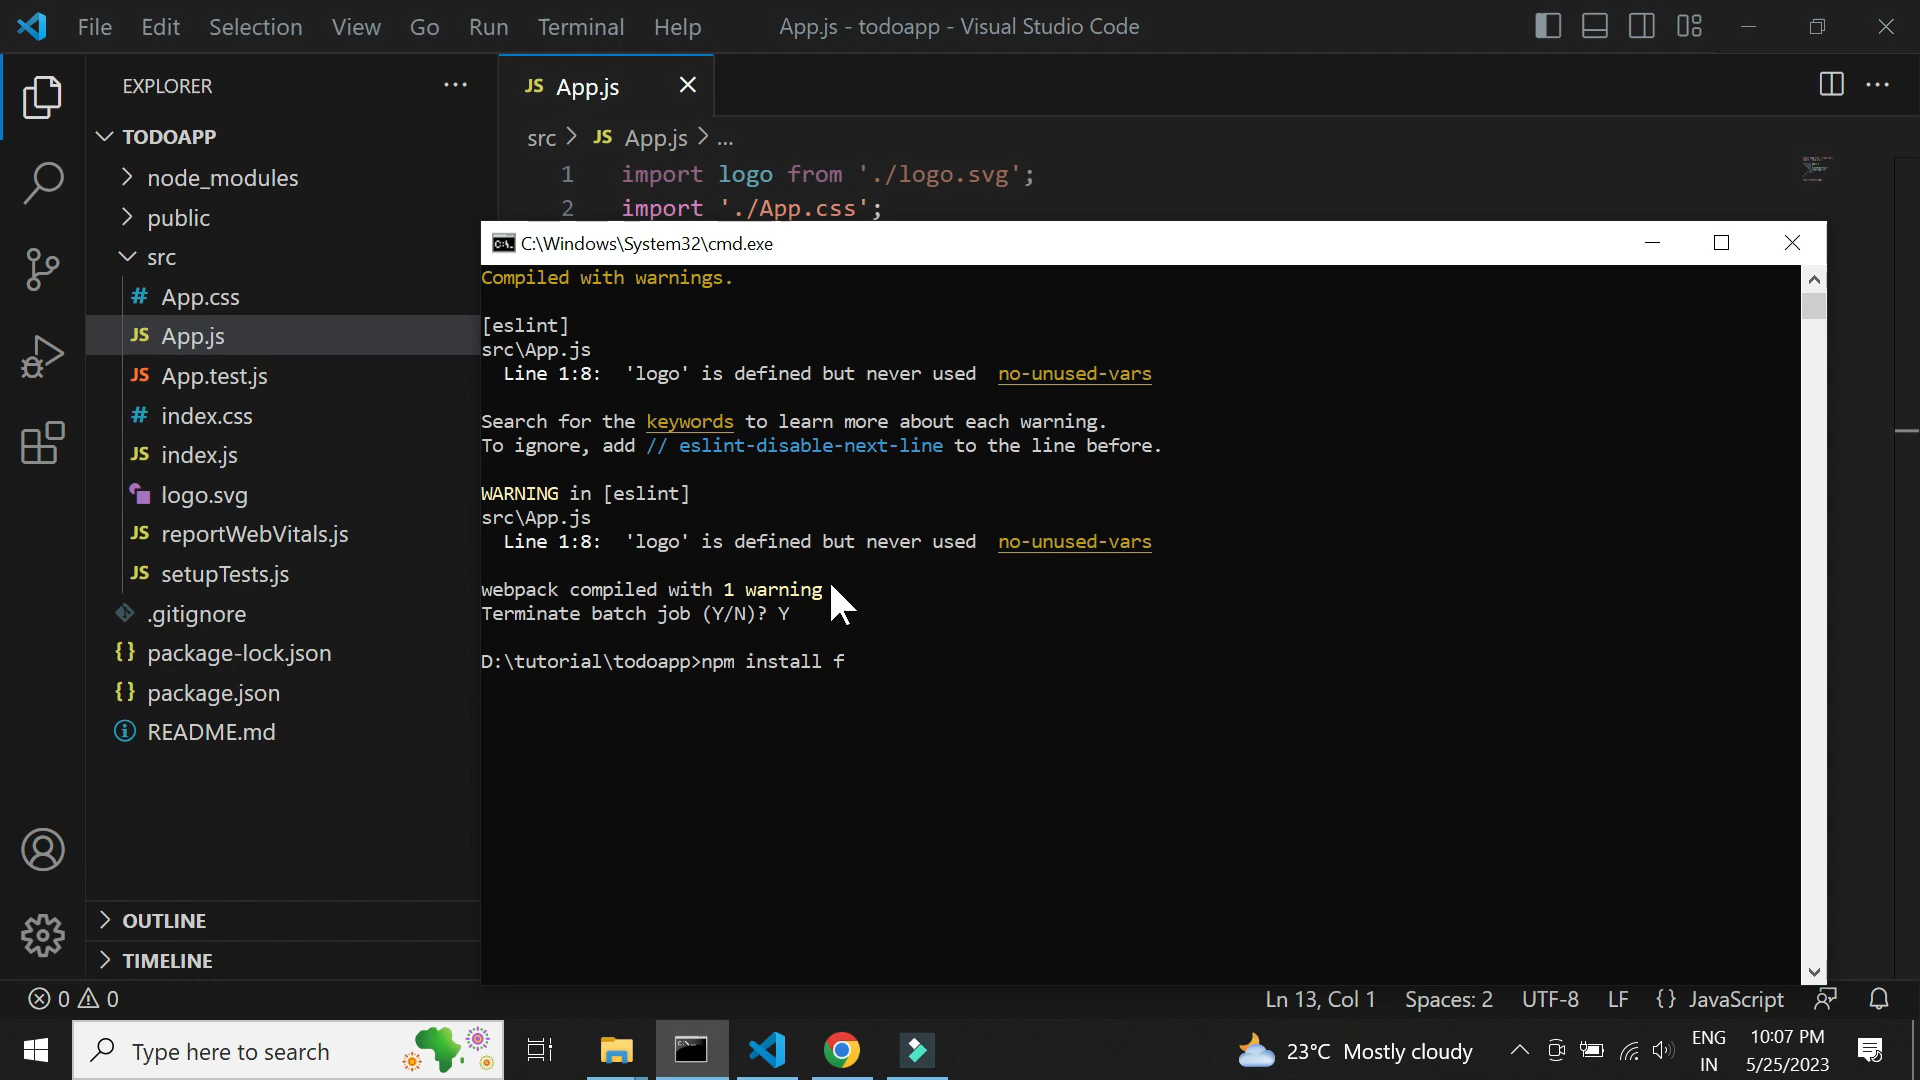 File Edit Selection View Go Run Terminal Help App.js - todoapp - Visual Studio Code
EXPLORER
TODOAPP
node_modules
public
src
# App.css
JS App.js
JS App.test.js
# index.css
JS index.js
logo.svg
JS reportWebVitals.js
JS setupTests.js
.gitignore
{} package-lock.json
{} package.json
README.md
OUTLINE
TIMELINE
JS App.js
src > JS App.js > ...
1 import logo from './logo.svg';
2 import './App.css';
C:\Windows\System32\cmd.exe
Compiled with warnings.
[eslint]
src\App.js
Line 1:8: 'logo' is defined but never used no-unused-vars
Search for the keywords to learn more about each warning.
To ignore, add // eslint-disable-next-line to the line before.
WARNING in [eslint]
src\App.js
Line 1:8: 'logo' is defined but never used no-unused-vars
webpack compiled with 1 warning
Terminate batch job (Y/N)? Y
D:\tutorial\todoapp>npm install f
0 0 Ln 13, Col 1 Spaces: 2 UTF-8 LF {} JavaScript
Type here to search
23°C Mostly cloudy
ENG
IN
10:07 PM
5/25/2023